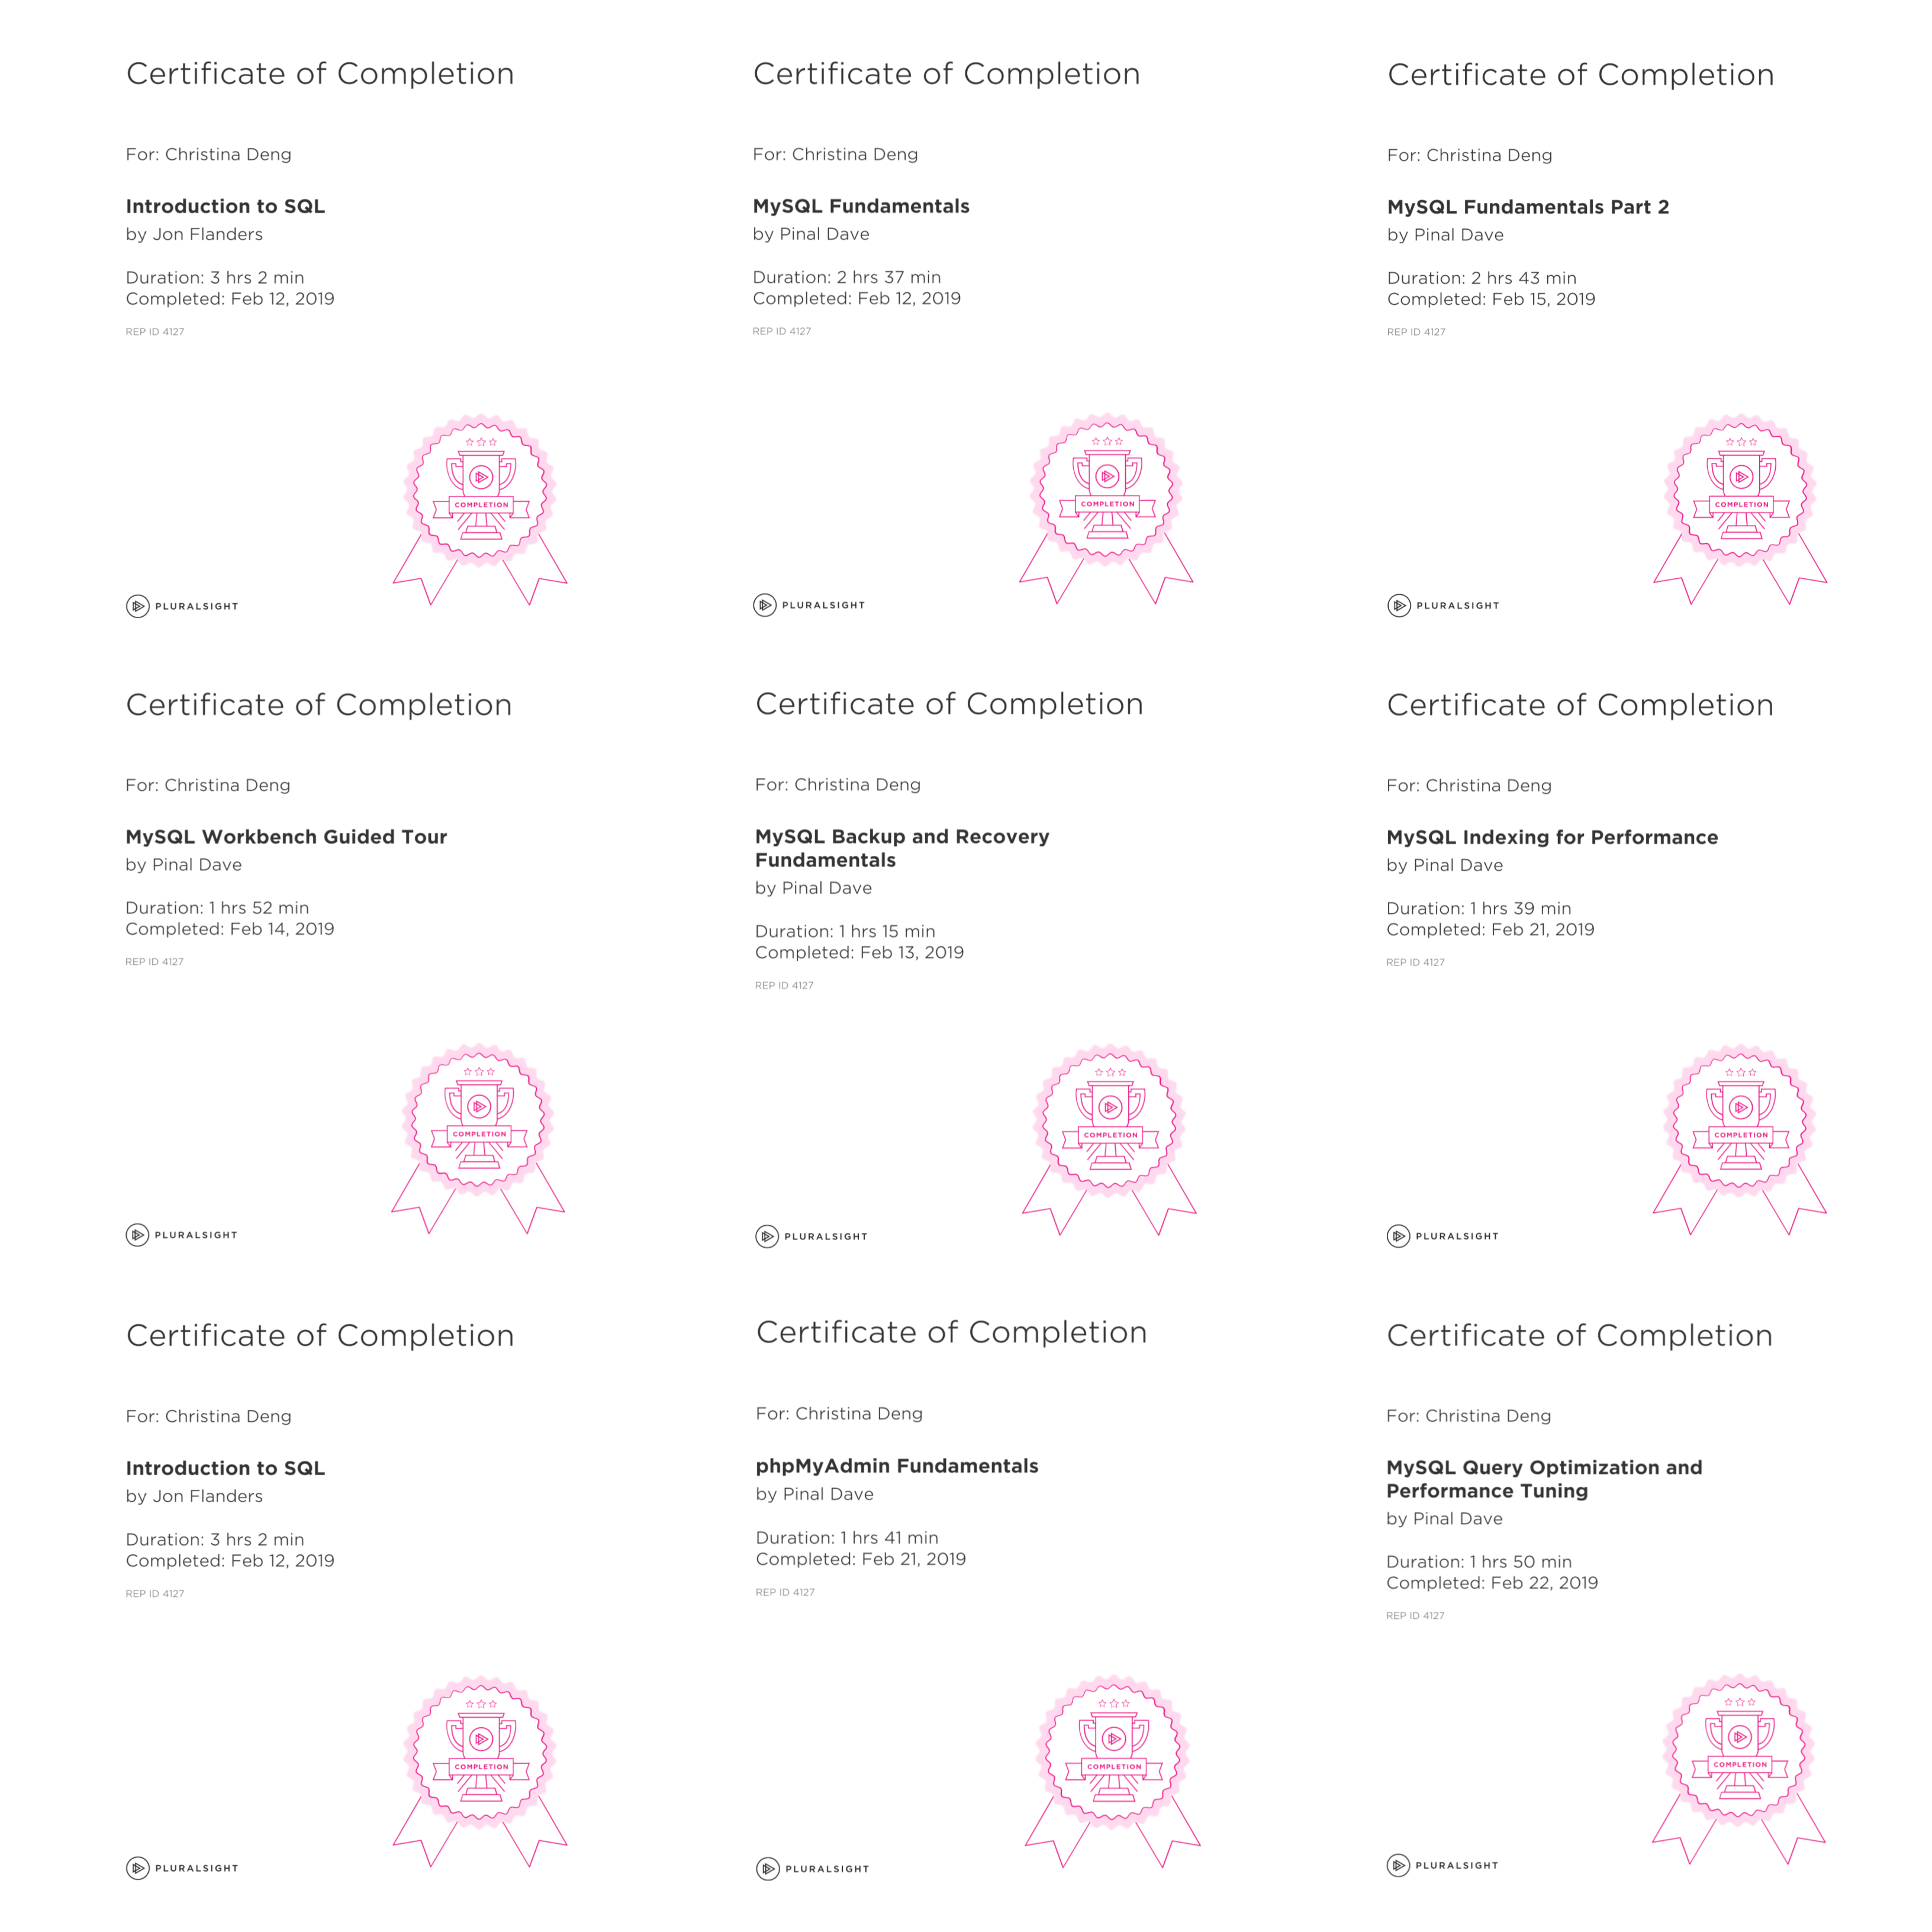 Certificate of Completion
For: Christina Deng
Introduction to SQL
by Jon Flanders
Duration: 3 hrs 2 min
Completed: Feb 12, 2019
REP ID 4127
COMPLETION
PLURALSIGHT
Certificate of Completion
For: Christina Deng
MySQL Fundamentals
by Pinal Dave
Duration: 2 hrs 37 min
Completed: Feb 12, 2019
REP ID 4127
COMPLETION
PLURALSIGHT
Certificate of Completion
For: Christina Deng
MySQL Fundamentals Part 2
by Pinal Dave
Duration: 2 hrs 43 min
Completed: Feb 15, 2019
REP ID 4127
COMPLETION
PLURALSIGHT
Certificate of Completion
For: Christina Deng
MySQL Workbench Guided Tour
by Pinal Dave
Duration: 1 hrs 52 min
Completed: Feb 14, 2019
REP ID 4127
COMPLETION
PLURALSIGHT
Certificate of Completion
For: Christina Deng
MySQL Backup and Recovery
Fundamentals
by Pinal Dave
Duration: 1 hrs 15 min
Completed: Feb 13, 2019
REP ID 4127
COMPLETION
PLURALSIGHT
Certificate of Completion
For: Christina Deng
MySQL Indexing for Performance
by Pinal Dave
Duration: 1 hrs 39 min
Completed: Feb 21, 2019
REP ID 4127
COMPLETION
PLURALSIGHT
Certificate of Completion
For: Christina Deng
Introduction to SQL
by Jon Flanders
Duration: 3 hrs 2 min
Completed: Feb 12, 2019
REP ID 4127
COMPLETION
PLURALSIGHT
Certificate of Completion
For: Christina Deng
phpMyAdmin Fundamentals
by Pinal Dave
Duration: 1 hrs 41 min
Completed: Feb 21, 2019
REP ID 4127
COMPLETION
PLURALSIGHT
Certificate of Completion
For: Christina Deng
MySQL Query Optimization and
Performance Tuning
by Pinal Dave
Duration: 1 hrs 50 min
Completed: Feb 22, 2019
REP ID 4127
COMPLETION
PLURALSIGHT